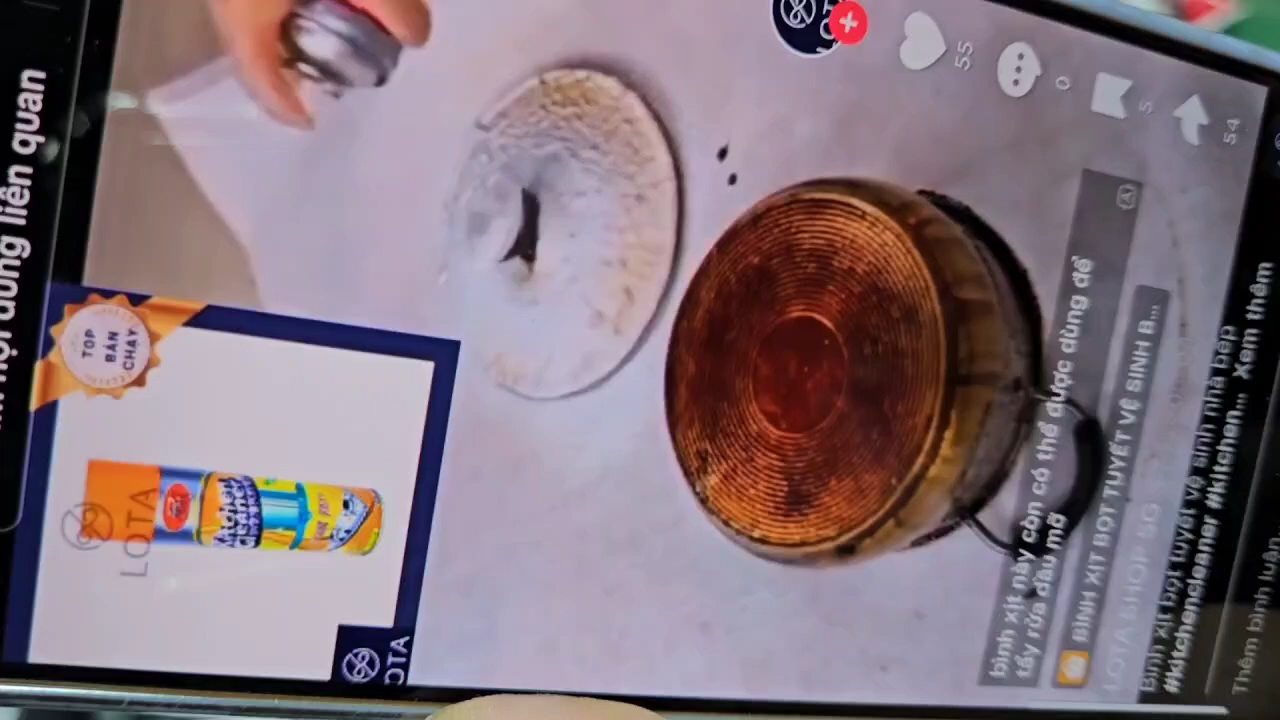 nội dung liên quan
TOP
BÁN
CHẠY
LOTA
Kitchen
Cleaner
LOTA
LOTA
55
0
5
54
bình xịt này còn có thể được dùng để
tẩy rửa dầu mỡ
BÌNH XỊT BỌT TUYẾT VỆ SINH B...
LOTA SHOP SG
Bình xịt bọt tuyết vệ sinh nhà bếp
#kitchencleaner #kitchen... Xem thêm
Thêm bình luận...